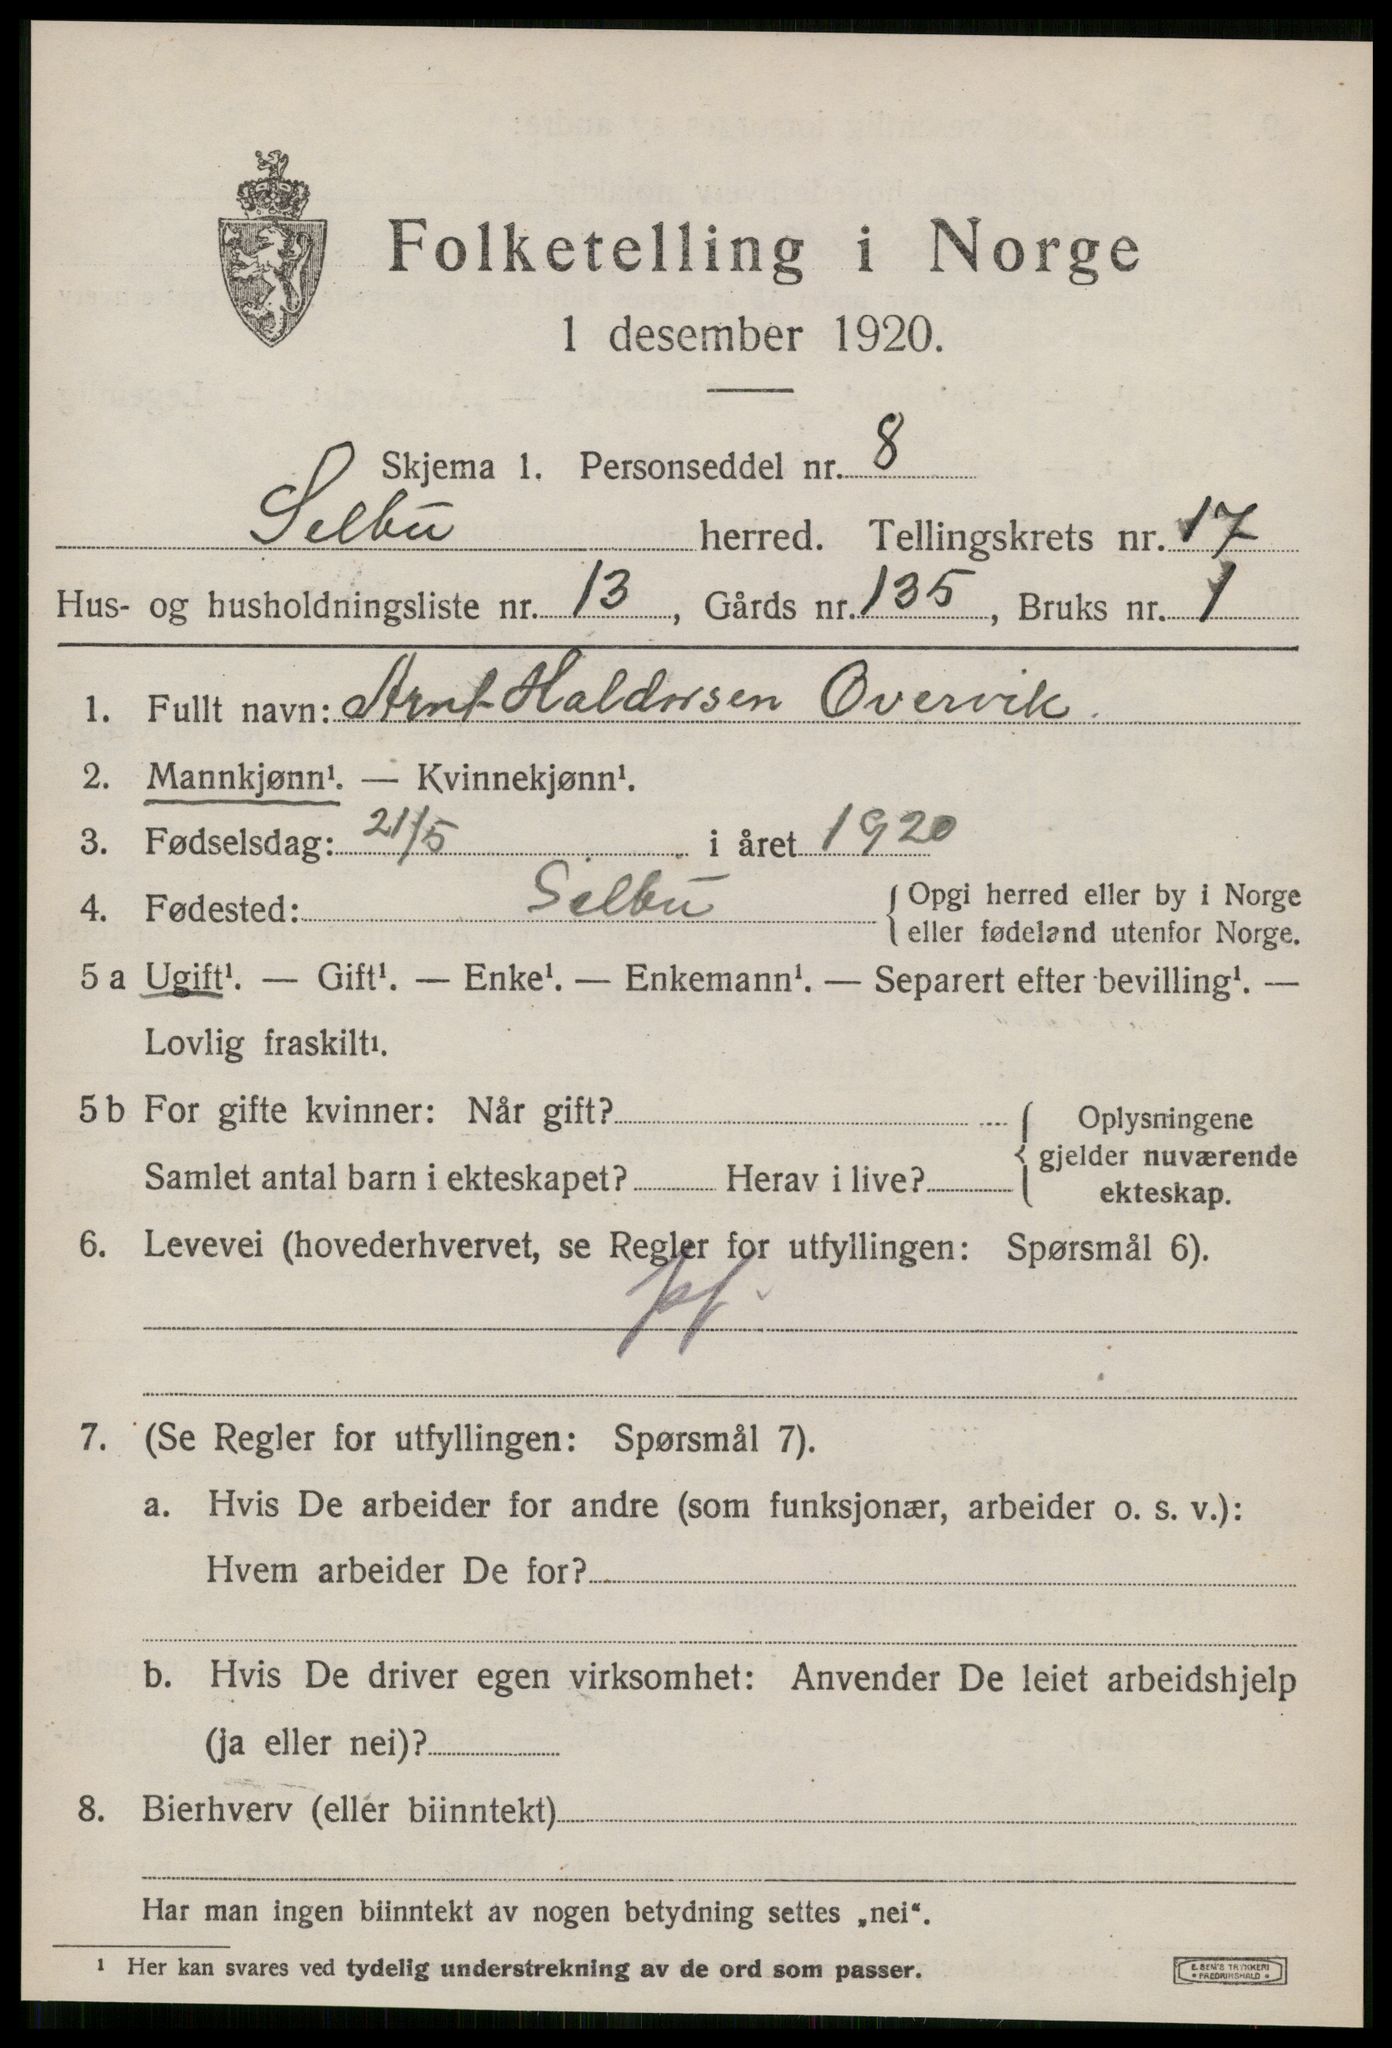 Folketelling i Norge
1 desember 1920.
Skjema 1. Personseddel nr. 8
Selbu herred. Tellingskrets nr. 17
Hus- og husholdningsliste nr. 13, Gårds nr. 135, Bruks nr. 1
1. Fullt navn: Arnt Haldorsen Overvik.
2. Mannkjønn¹. — Kvinnekjønn¹.
3. Fødselsdag: 21/5 i året 1920
4. Fødested: Selbu { Opgi herred eller by i Norge
eller fødeland utenfor Norge.
5 a Ugift¹. — Gift¹. — Enke¹. — Enkemann¹. — Separert efter bevilling¹. —
Lovlig fraskilt¹.
5 b For gifte kvinner: Når gift? { Oplysningene
gjelder nuværende
Samlet antal barn i ekteskapet? Herav i live? ekteskap.
6. Levevei (hovederhvervet, se Regler for utfyllingen: Spørsmål 6).
7. (Se Regler for utfyllingen: Spørsmål 7).
a. Hvis De arbeider for andre (som funksjonær, arbeider o. s. v.):
Hvem arbeider De for?
b. Hvis De driver egen virksomhet: Anvender De leiet arbeidshjelp
(ja eller nei)?
8. Bierhverv (eller biinntekt)
Har man ingen biinntekt av nogen betydning settes „nei“.
¹ Her kan svares ved tydelig understrekning av de ord som passer.
E. SEM'S TRYKKERI
FREDRIKSHALD